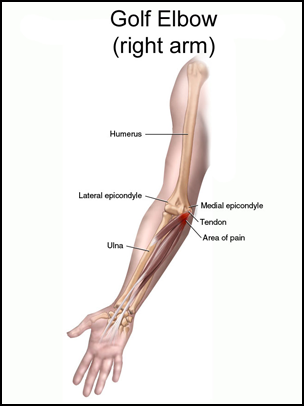 Golf Elbow
(right arm)
Humerus
Lateral epicondyle
Medial epicondyle
Tendon
Area of pain
Ulna